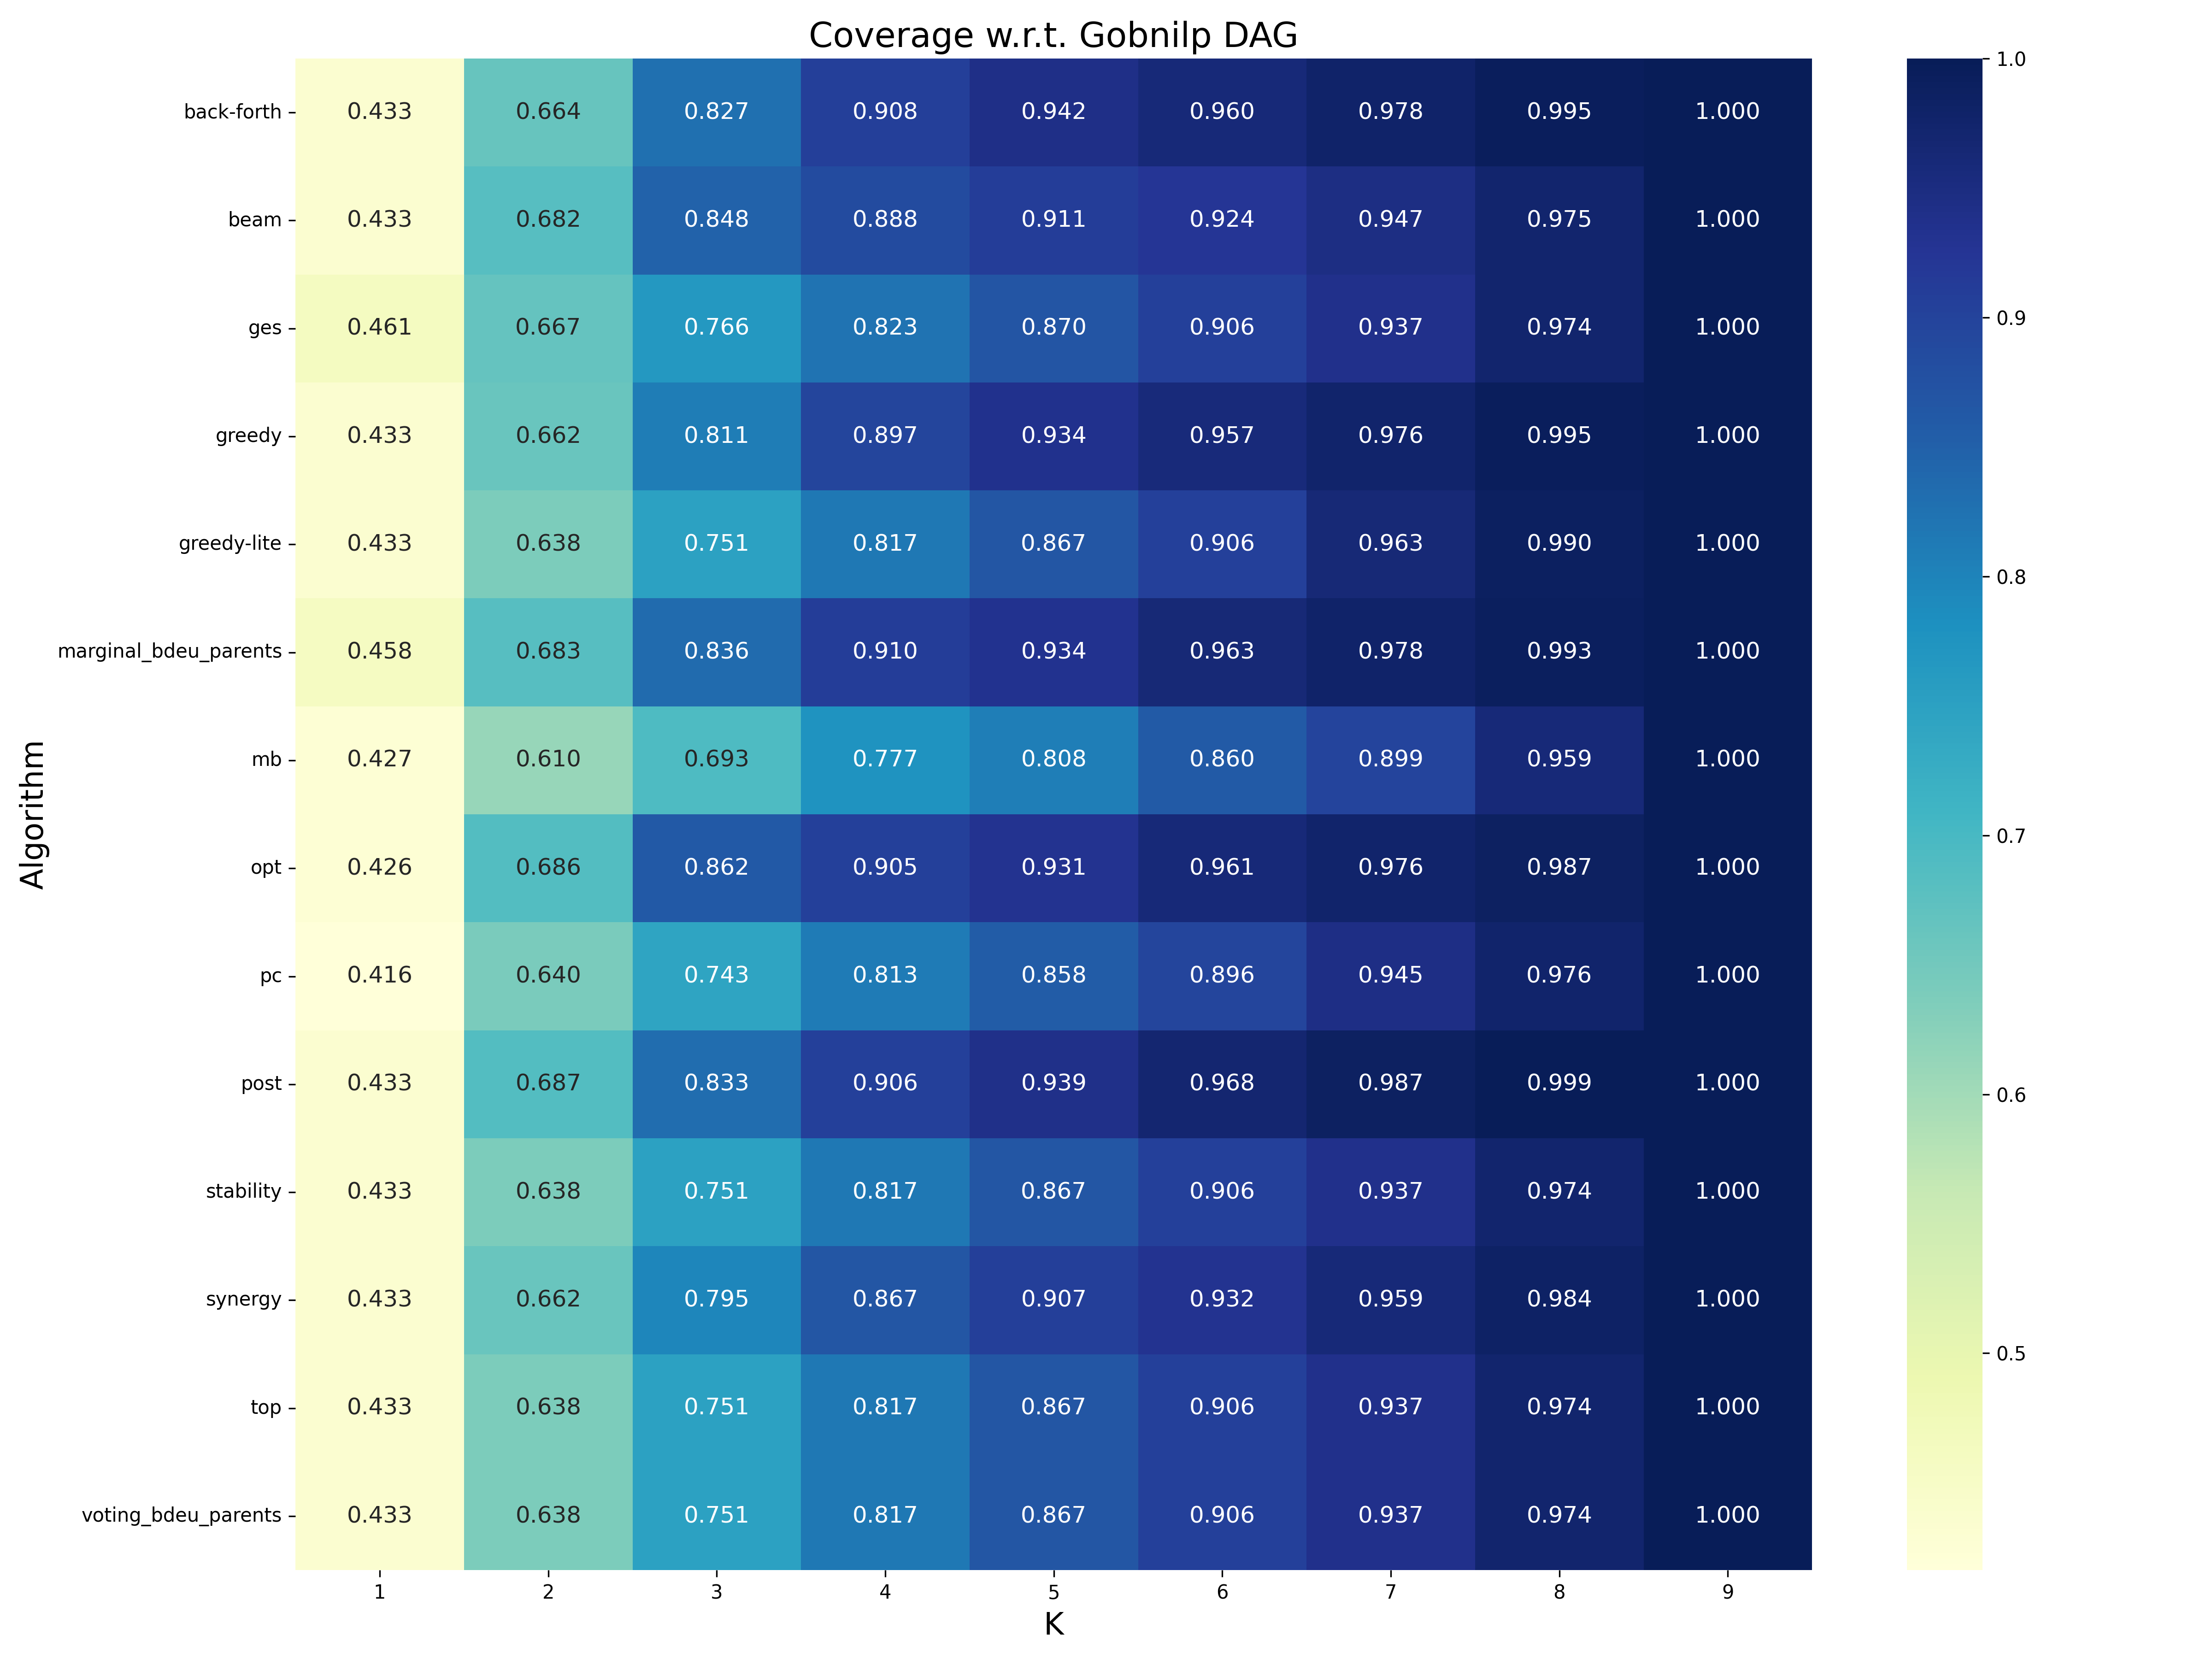 Coverage w.r.t. Gobnilp DAG
back-forth 0.433 0.664 0.827 0.908 0.942 0.960 0.978 0.995 1.000
beam 0.433 0.682 0.848 0.888 0.911 0.924 0.947 0.975 1.000
ges 0.461 0.667 0.766 0.823 0.870 0.906 0.937 0.974 1.000
greedy 0.433 0.662 0.811 0.897 0.934 0.957 0.976 0.995 1.000
greedy-lite 0.433 0.638 0.751 0.817 0.867 0.906 0.963 0.990 1.000
marginal_bdeu_parents 0.458 0.683 0.836 0.910 0.934 0.963 0.978 0.993 1.000
mb 0.427 0.610 0.693 0.777 0.808 0.860 0.899 0.959 1.000
opt 0.426 0.686 0.862 0.905 0.931 0.961 0.976 0.987 1.000
pc 0.416 0.640 0.743 0.813 0.858 0.896 0.945 0.976 1.000
post 0.433 0.687 0.833 0.906 0.939 0.968 0.987 0.999 1.000
stability 0.433 0.638 0.751 0.817 0.867 0.906 0.937 0.974 1.000
synergy 0.433 0.662 0.795 0.867 0.907 0.932 0.959 0.984 1.000
top 0.433 0.638 0.751 0.817 0.867 0.906 0.937 0.974 1.000
voting_bdeu_parents 0.433 0.638 0.751 0.817 0.867 0.906 0.937 0.974 1.000
1 2 3 4 5 6 7 8 9
K
Algorithm
1.0
0.9
0.8
0.7
0.6
0.5